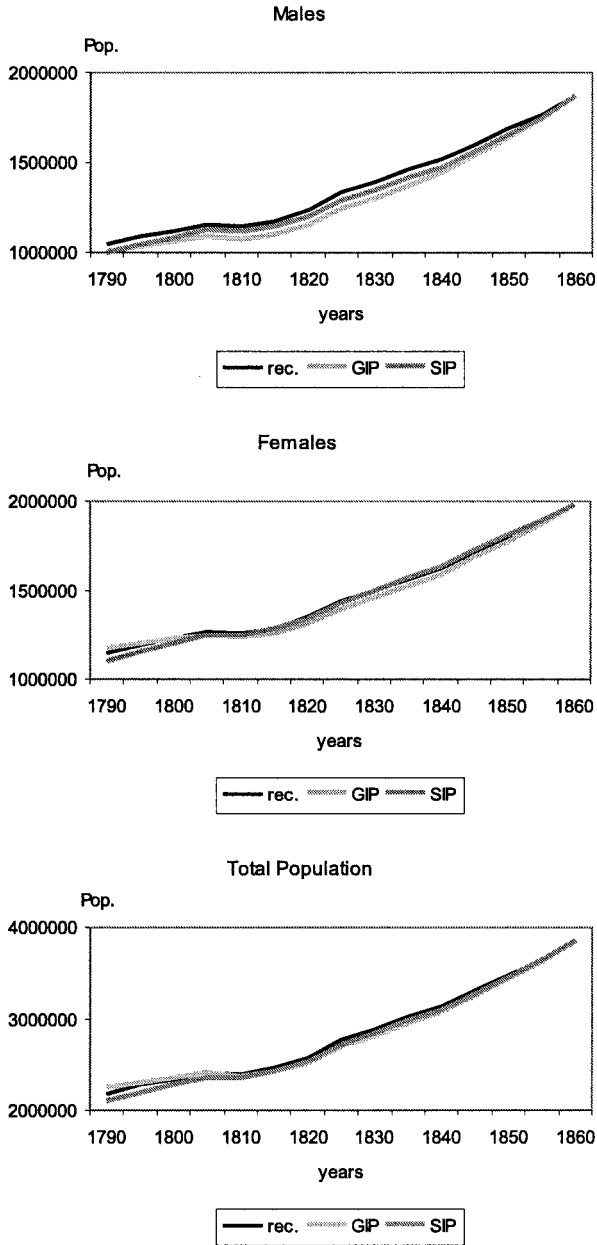 Males
Pop.
2000000
1500000
1000000
1790 1800 1810 1820 1830 1840 1850 1860
years
rec. GIP SIP
Females
Pop.
2000000
1500000
1000000
1790 1800 1810 1820 1830 1840 1850 1860
years
rec. GIP SIP
Total Population
Pop.
4000000
3000000
2000000
1790 1800 1810 1820 1830 1840 1850 1860
years
rec. GIP SIP